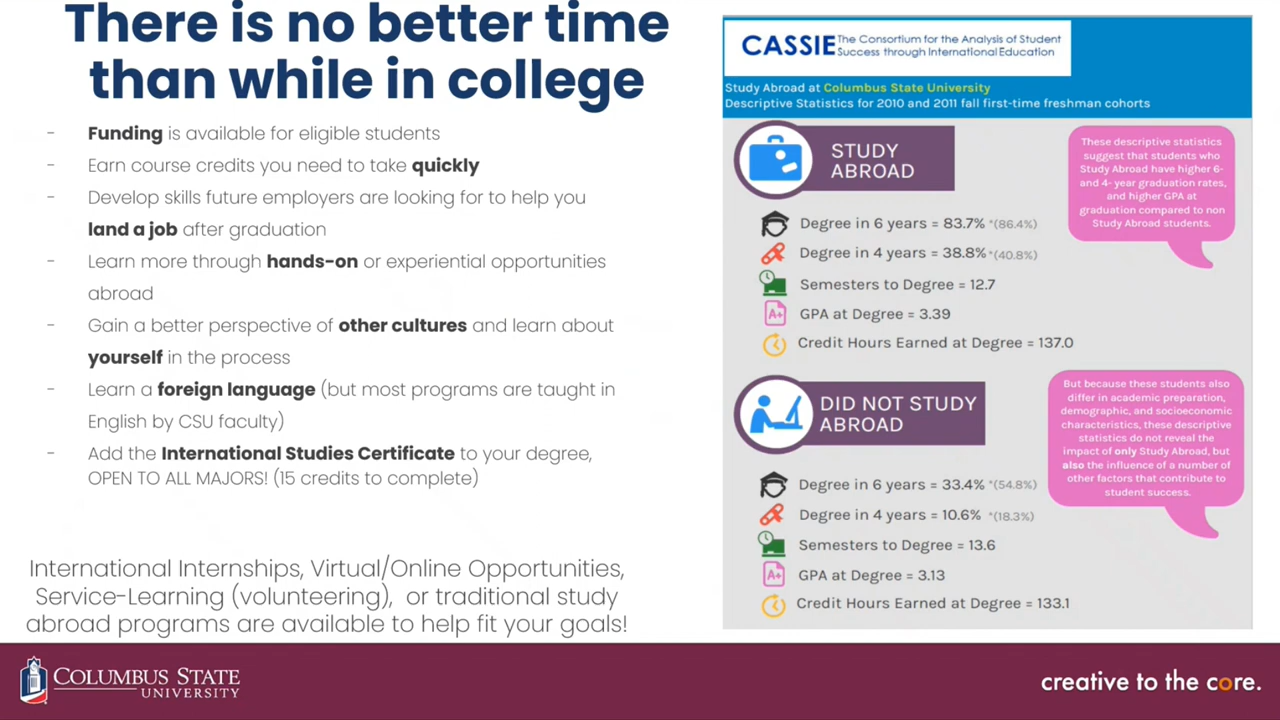 There is no better time
than while in college
- Funding is available for eligible students
- Earn course credits you need to take quickly
- Develop skills future employers are looking for to help you
land a job after graduation
- Learn more through hands-on or experiential opportunities
abroad
- Gain a better perspective of other cultures and learn about
yourself in the process
- Learn a foreign language (but most programs are taught in
English by CSU faculty)
- Add the International Studies Certificate to your degree,
OPEN TO ALL MAJORS! (15 credits to complete)
International Internships, Virtual/Online Opportunities,
Service-Learning (volunteering), or traditional study
abroad programs are available to help fit your goals!
CASSIE The Consortium for the Analysis of Student
Success through International Education
Study Abroad at Columbus State University
Descriptive Statistics for 2010 and 2011 fall first-time freshman cohorts
STUDY
ABROAD
Degree in 6 years = 83.7% *(86.4%)
Degree in 4 years = 38.8% *(40.8%)
Semesters to Degree = 12.7
A+ GPA at Degree = 3.39
Credit Hours Earned at Degree = 137.0
These descriptive statistics
suggest that students who
Study Abroad have higher 6-
and 4- year graduation rates,
and higher GPA at
graduation compared to non
Study Abroad students.
DID NOT STUDY
ABROAD
Degree in 6 years = 33.4% *(54.8%)
Degree in 4 years = 10.6% *(18.3%)
Semesters to Degree = 13.6
A+ GPA at Degree = 3.13
Credit Hours Earned at Degree = 133.1
But because these students also
differ in academic preparation,
demographic, and socioeconomic
characteristics, these descriptive
statistics do not reveal the
impact of only Study Abroad, but
also the influence of a number of
other factors that contribute to
student success.
COLUMBUS STATE
UNIVERSITY
creative to the core.